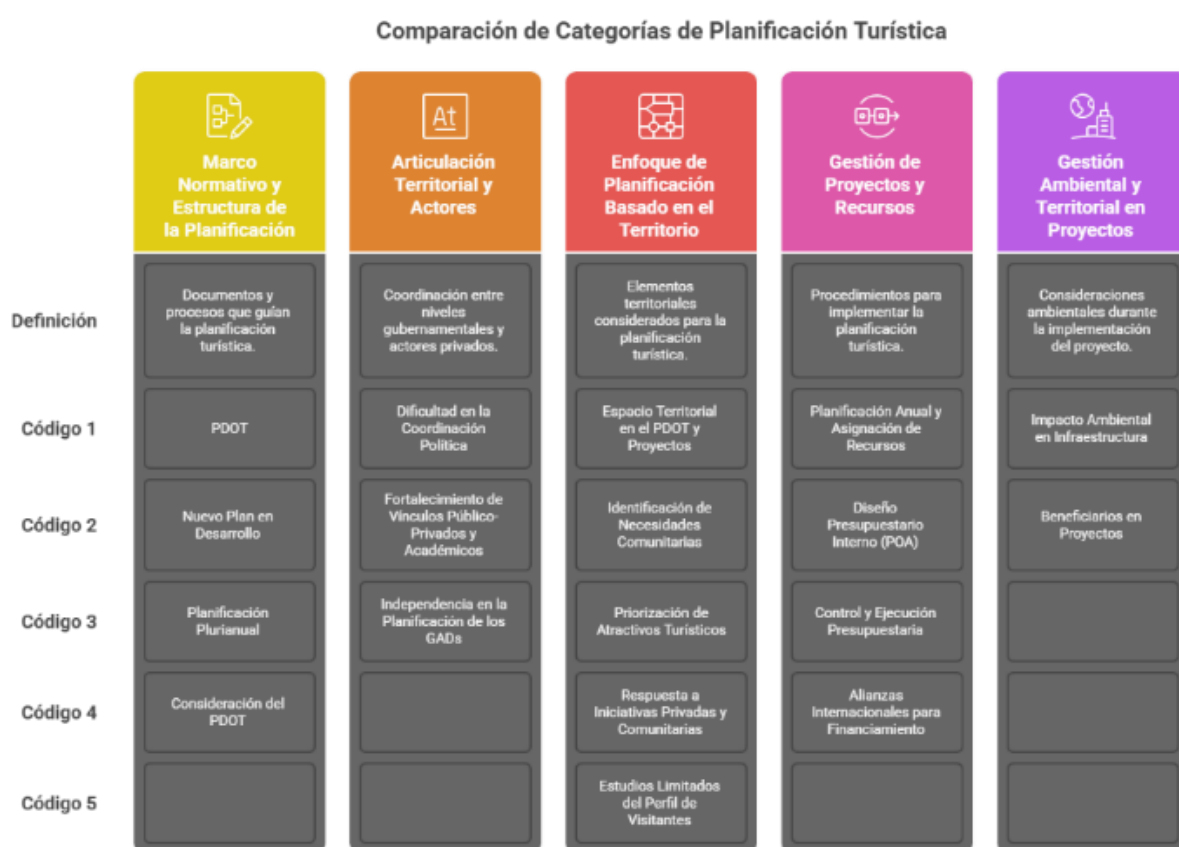 Comparación de Categorías de Planificación Turística
At
Marco
Normativo y
Estructura de
la Planificación
Articulación
Territorial y
Actores
Enfoque de
Planificación
Basado en el
Territorio
Gestión de
Proyectos y
Recursos
Gestión
Ambiental y
Territorial en
Proyectos
Definición
Documentos y
procesos que guían
la planificación
turística.
Coordinación entre
niveles
gubernamentales y
actores privados.
Elementos
territoriales
considerados para la
planificación
turística.
Procedimientos para
implementar la
planificación
turística.
Consideraciones
ambientales durante
la implementación
del proyecto.
Código 1
PDOT
Dificultad en la
Coordinación
Política
Espacio Territorial
en el PDOT y
Proyectos
Planificación Anual y
Asignación de
Recursos
Impacto Ambiental
en Infraestructura
Código 2
Nuevo Plan en
Desarrollo
Fortalecimiento de
Vínculos Público-
Privados y
Académicos
Identificación de
Necesidades
Comunitarias
Diseño
Presupuestario
Interno (POA)
Beneficiarios en
Proyectos
Código 3
Planificación
Plurianual
Independencia en la
Planificación de los
GADs
Priorización de
Atractivos Turísticos
Control y Ejecución
Presupuestaria
Código 4
Consideración del
PDOT
Respuesta a
Iniciativas Privadas y
Comunitarias
Alianzas
Internacionales para
Financiamiento
Código 5
Estudios Limitados
del Perfil de
Visitantes